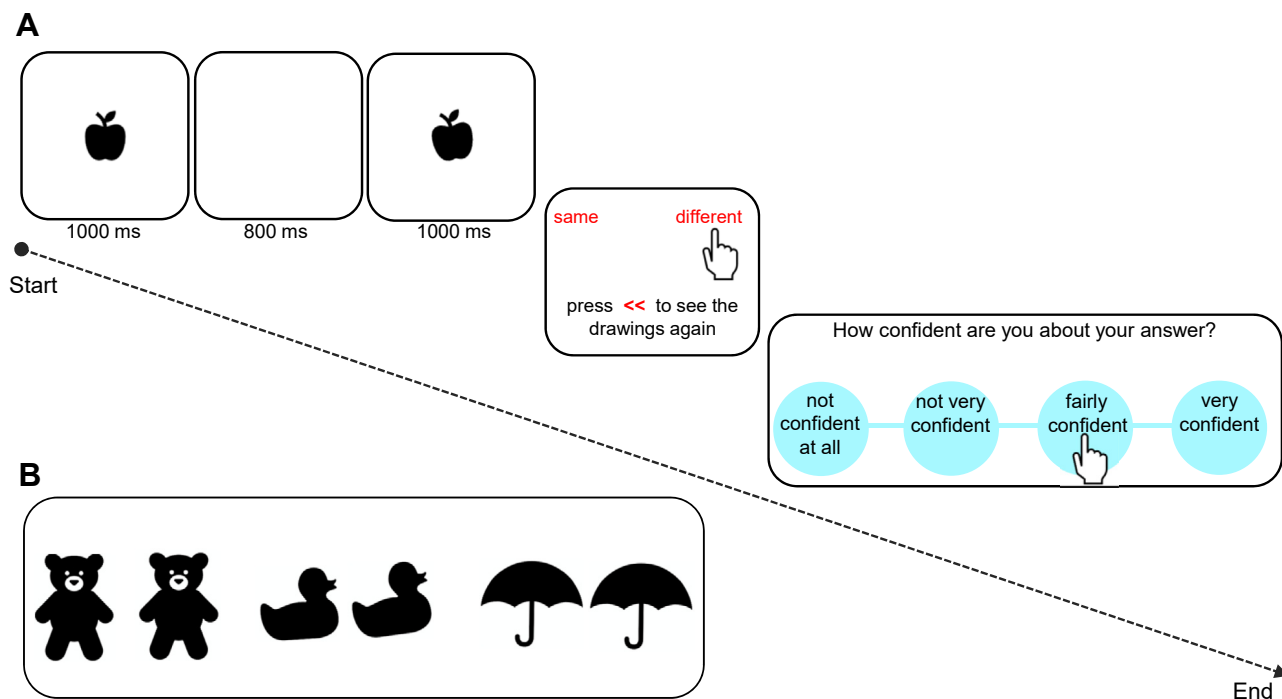 A
1000 ms
800 ms
1000 ms
Start
same
different
press << to see the
drawings again
How confident are you about your answer?
not
confident
at all
not very
confident
fairly
confident
very
confident
B
End